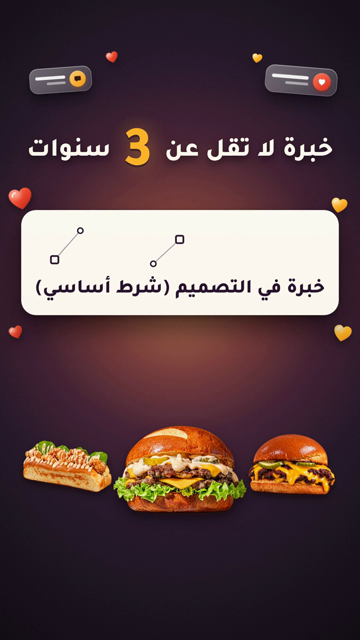 خبرة لا تقل عن 3 سنوات
خبرة في التصميم (شرط أساسي)